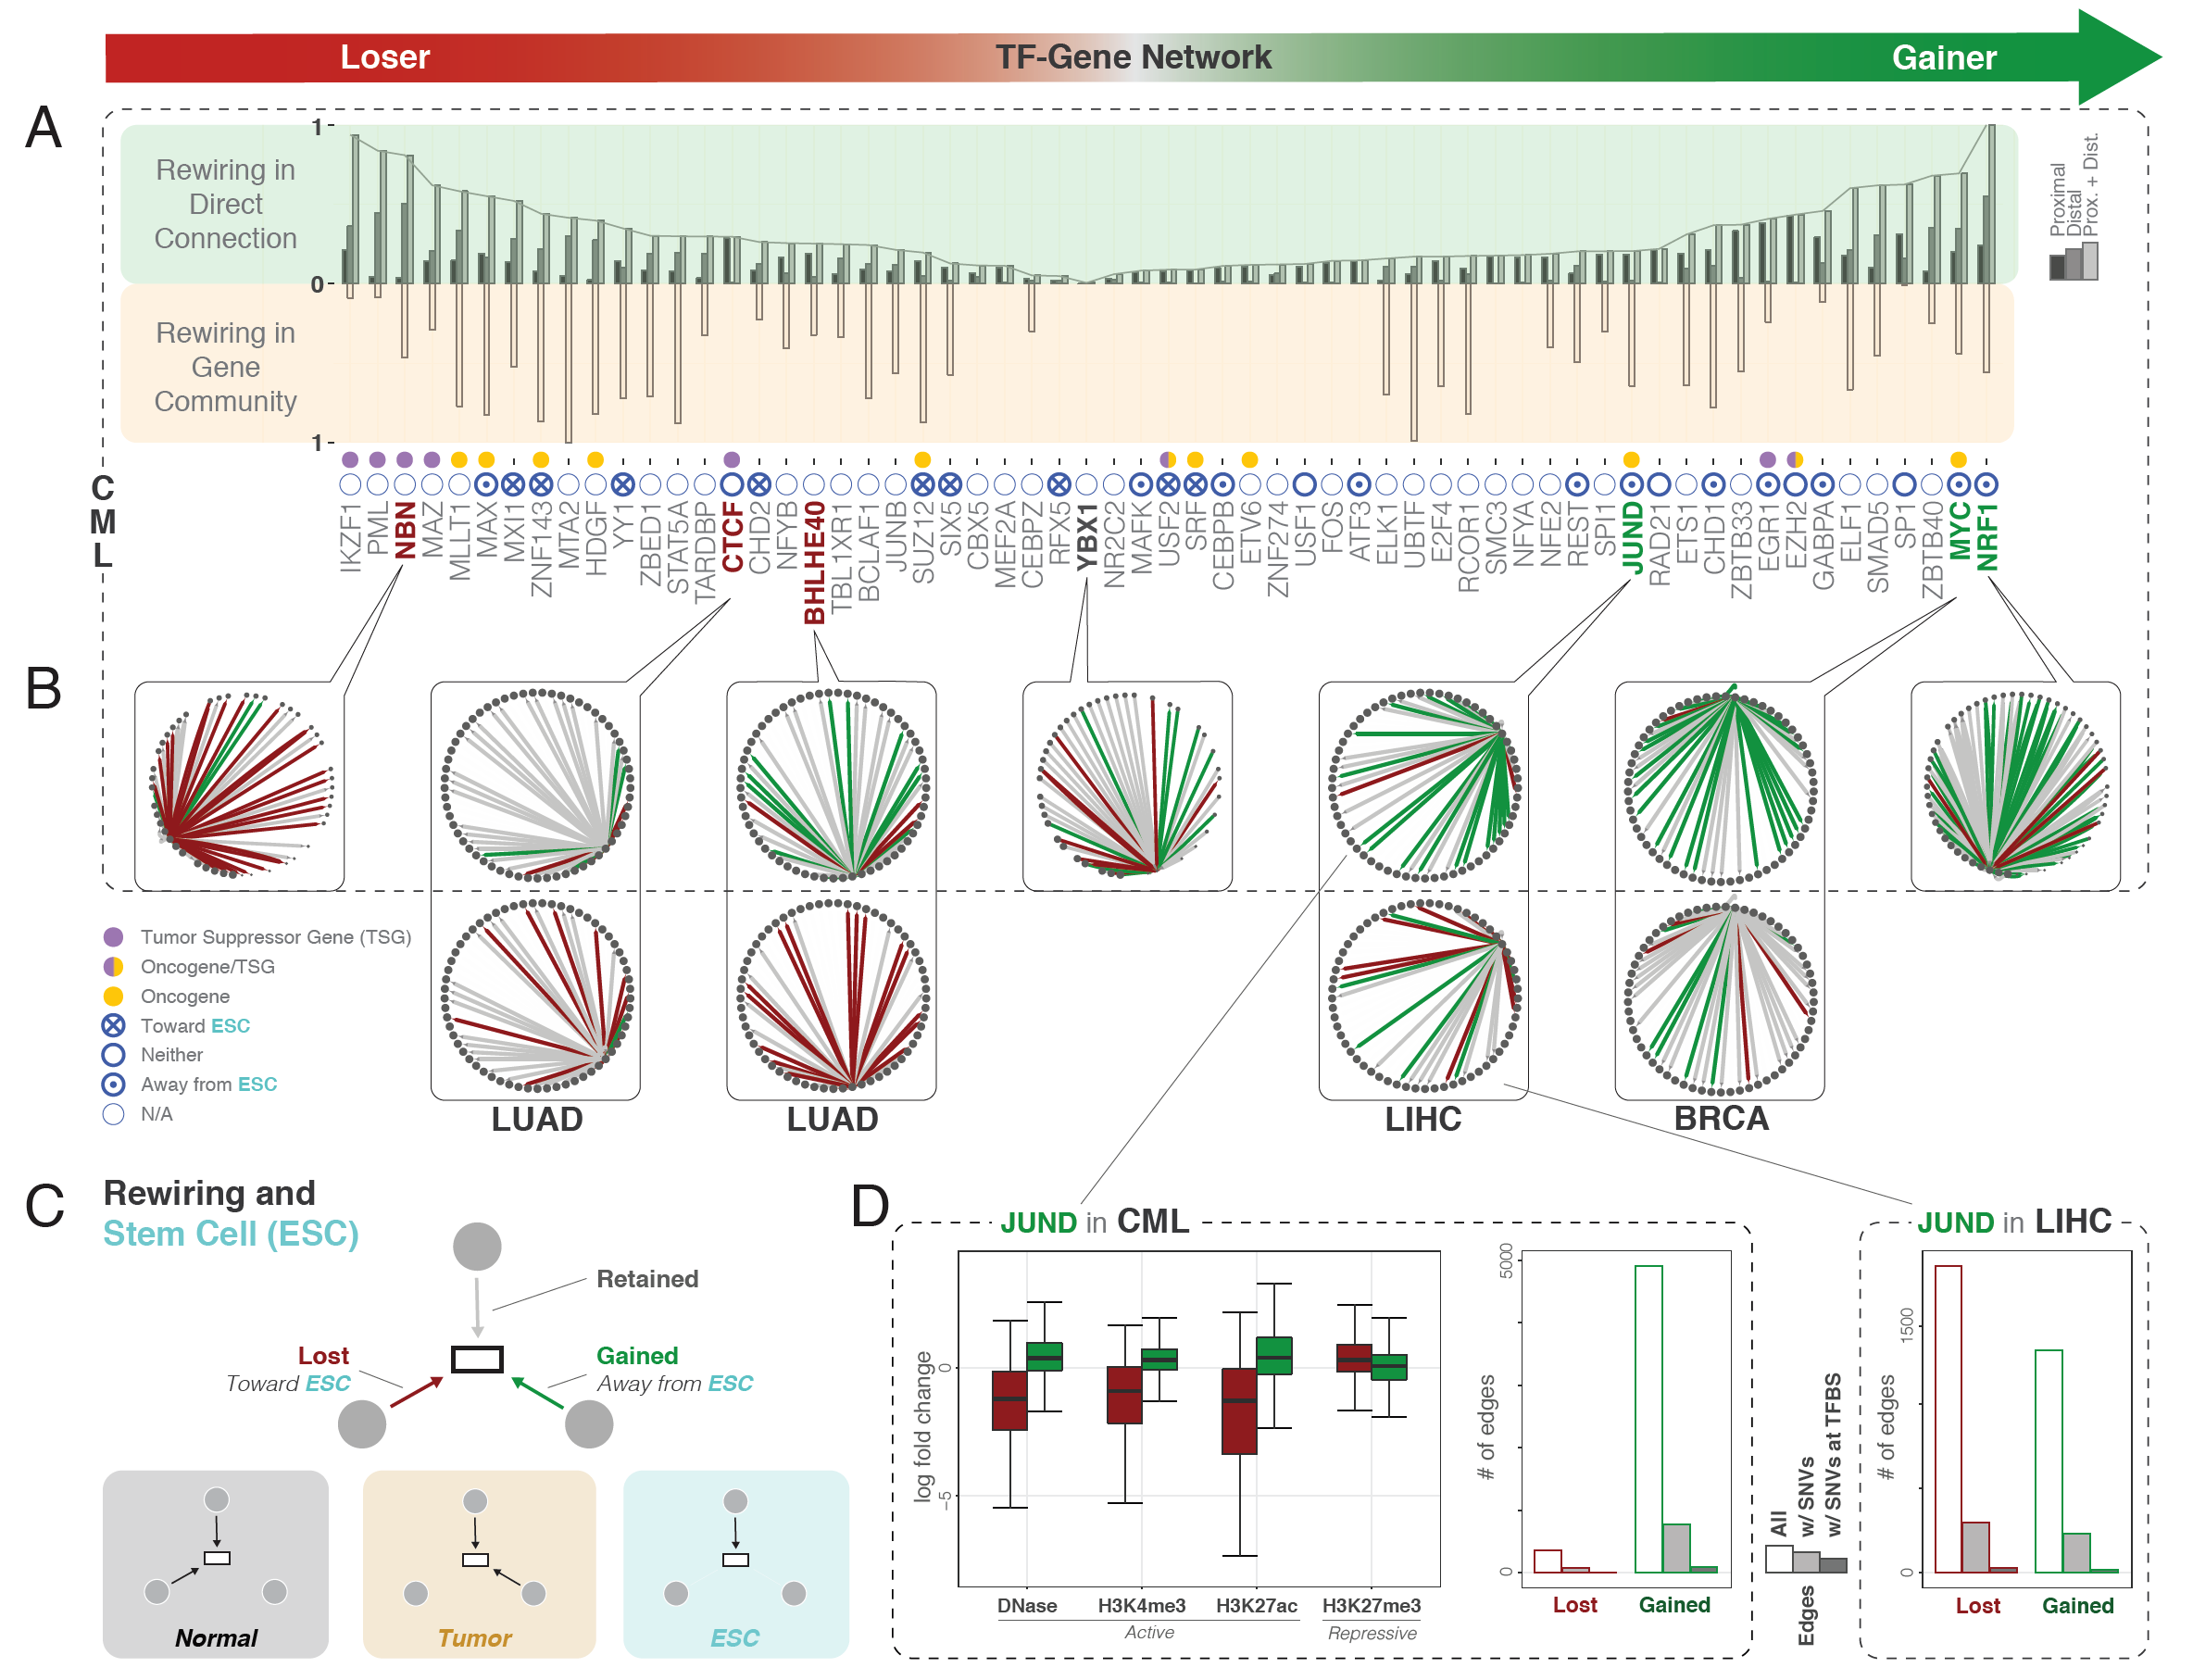 Loser
TF-Gene Network
Gainer
A
1
Rewiring in
Direct
Connection
0
Rewiring in
Gene
Community
1
Proximal
Distal
Prox. + Dist.
C
M
L
IKZF1
PML
NBN
MAZ
MLLT1
MAX
MXI1
ZNF143
MTA2
HDGF
YY1
ZBED1
STAT5A
TARDBP
CTCF
CHD2
NFYB
BHLHE40
TBL1XR1
BCLAF1
JUNB
SUZ12
SIX5
CBX5
MEF2A
CEBPZ
RFX5
YBX1
NR2C2
MAFK
USF2
SRF
CEBPB
ETV6
ZNF274
USF1
FOS
ATF3
ELK1
UBTF
E2F4
RCOR1
SMC3
NFYA
NFE2
REST
SPI1
JUND
RAD21
ETS1
CHD1
ZBTB33
EGR1
EZH2
GABPA
ELF1
SMAD5
SP1
ZBTB40
MYC
NRF1
B
Tumor Suppressor Gene (TSG)
Oncogene/TSG
Oncogene
Toward ESC
Neither
Away from ESC
N/A
LUAD
LUAD
LIHC
BRCA
C
Rewiring and
Stem Cell (ESC)
Retained
Lost
Toward ESC
Gained
Away from ESC
Normal
Tumor
ESC
D
JUND in CML
log fold change
0
−5
DNase
H3K4me3
H3K27ac
H3K27me3
Active
Repressive
# of edges
5000
0
Lost
Gained
All
w/ SNVs
w/ SNVs at TFBS
Edges
JUND in LIHC
# of edges
1500
0
Lost
Gained